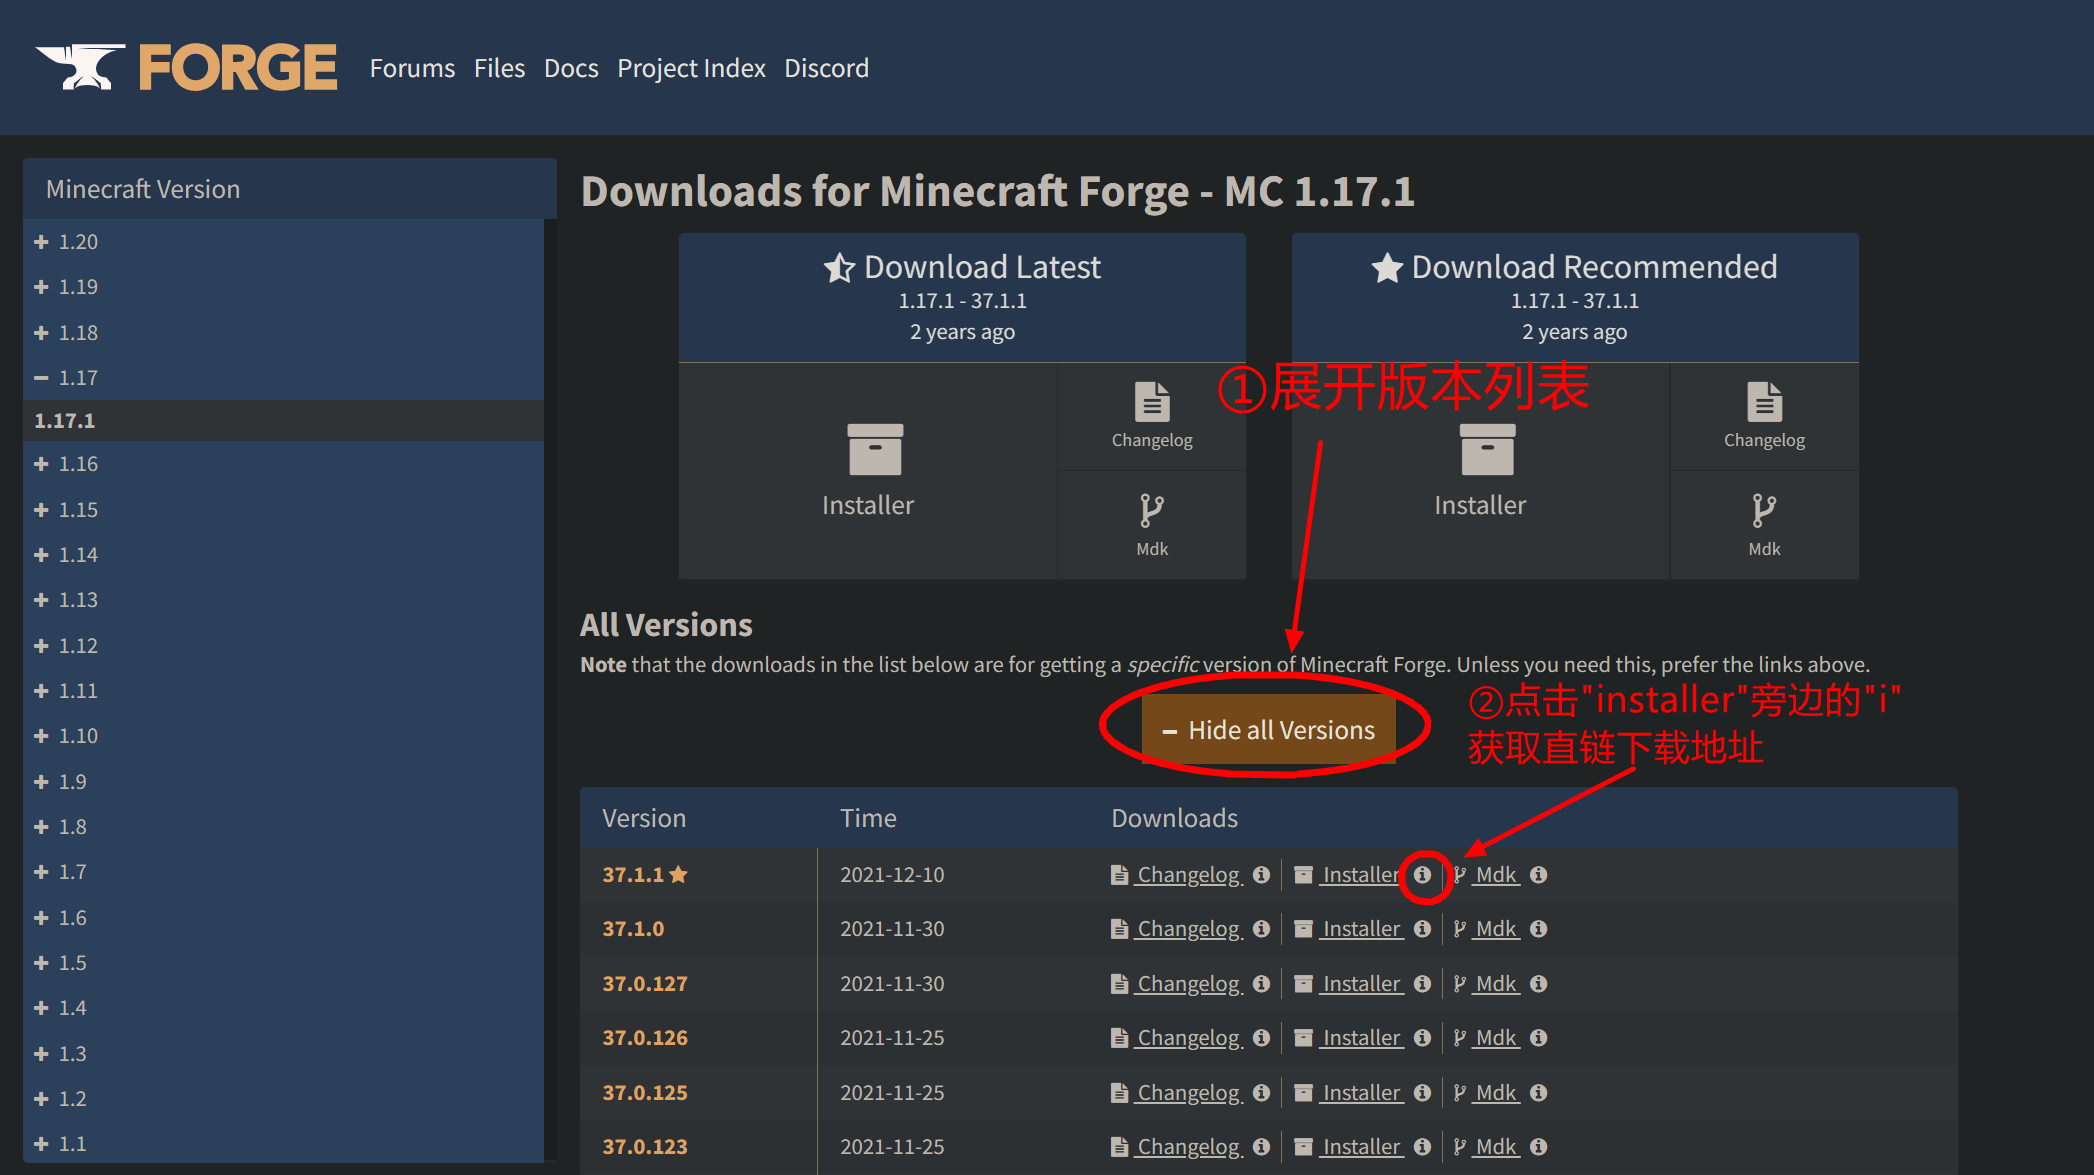 FORGE
Forums Files Docs Project Index Discord
Minecraft Version
1.20
1.19
1.18
1.17
1.17.1
1.16
1.15
1.14
1.13
1.12
1.11
1.10
1.9
1.8
1.7
1.6
1.5
1.4
1.3
1.2
1.1
Downloads for Minecraft Forge - MC 1.17.1
Download Latest
1.17.1 - 37.1.1
2 years ago
Installer
Changelog
Mdk
Download Recommended
1.17.1 - 37.1.1
2 years ago
Installer
Changelog
Mdk
①展开版本列表
All Versions
Note that the downloads in the list below are for getting a specific version of Minecraft Forge. Unless you need this, prefer the links above.
Hide all Versions
②点击"installer"旁边的"i"
获取直链下载地址
Version Time Downloads
37.1.1 2021-12-10 Changelog Installer Mdk
37.1.0 2021-11-30 Changelog Installer Mdk
37.0.127 2021-11-30 Changelog Installer Mdk
37.0.126 2021-11-25 Changelog Installer Mdk
37.0.125 2021-11-25 Changelog Installer Mdk
37.0.123 2021-11-25 Changelog Installer Mdk